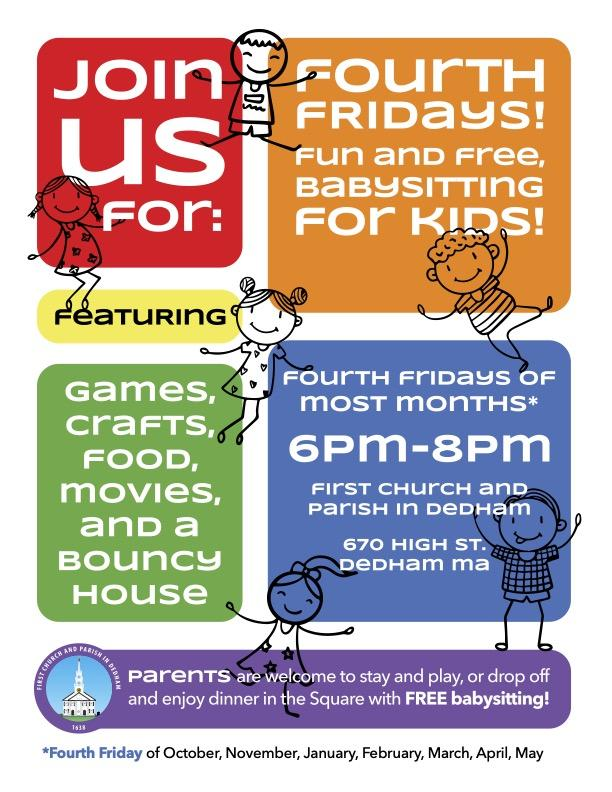 Join
us
for:
Fourth
Fridays!
Fun and Free,
Babysitting
for Kids!
Featuring
Games,
Crafts,
Food,
movies,
and a
Bouncy
House
Fourth Fridays of
most months*
6pm-8pm
First Church and
Parish in Dedham
670 High St.
Dedham MA
FIRST CHURCH AND PARISH IN DEDHAM
1638
Parents are welcome to stay and play, or drop off
and enjoy dinner in the Square with FREE babysitting!
*Fourth Friday of October, November, January, February, March, April, May